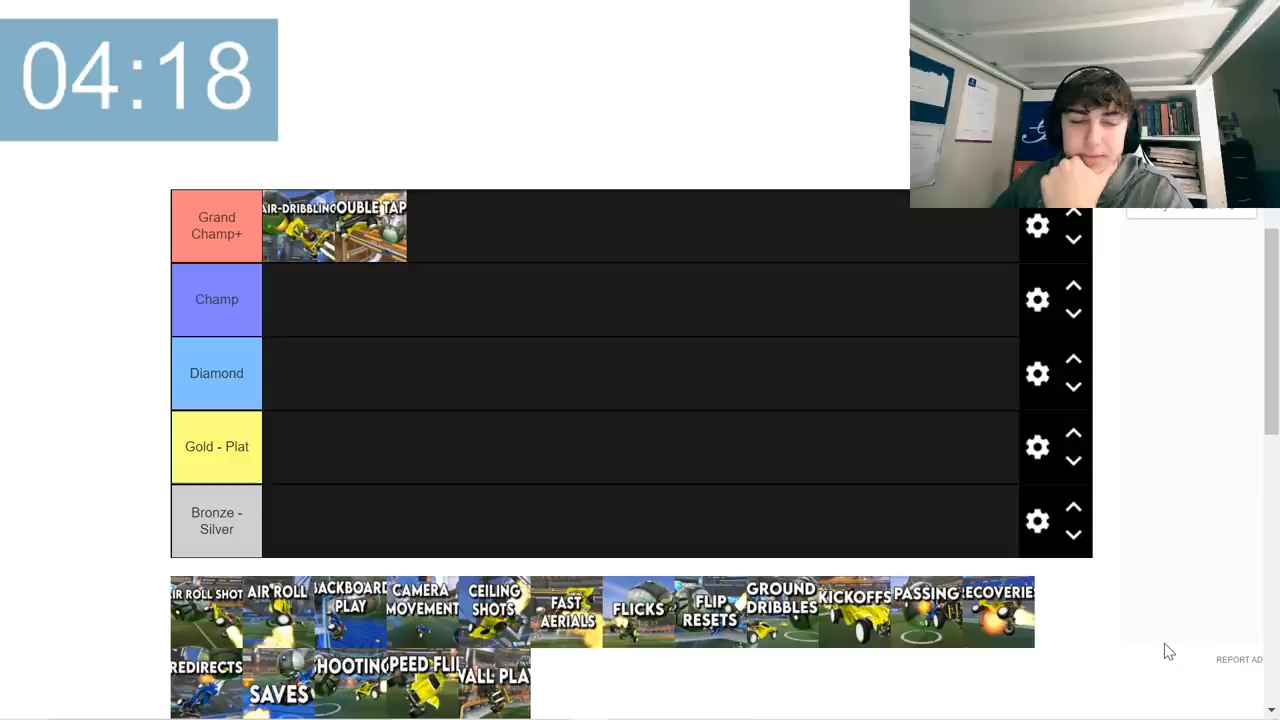 04:18
Grand
Champ+
AIR-DRIBBLING
DOUBLE TAP
Champ
Diamond
Gold - Plat
Bronze -
Silver
AIR ROLL SHOT
AIR ROLL
BACKBOARD
PLAY
CAMERA
MOVEMENT
CEILING
SHOTS
FAST
AERIALS
FLICKS
FLIP
RESETS
GROUND
DRIBBLES
KICKOFFS
PASSING
RECOVERIES
REDIRECTS
SAVES
SHOOTING
SPEED FLI
WALL PLAY
REPORT AD